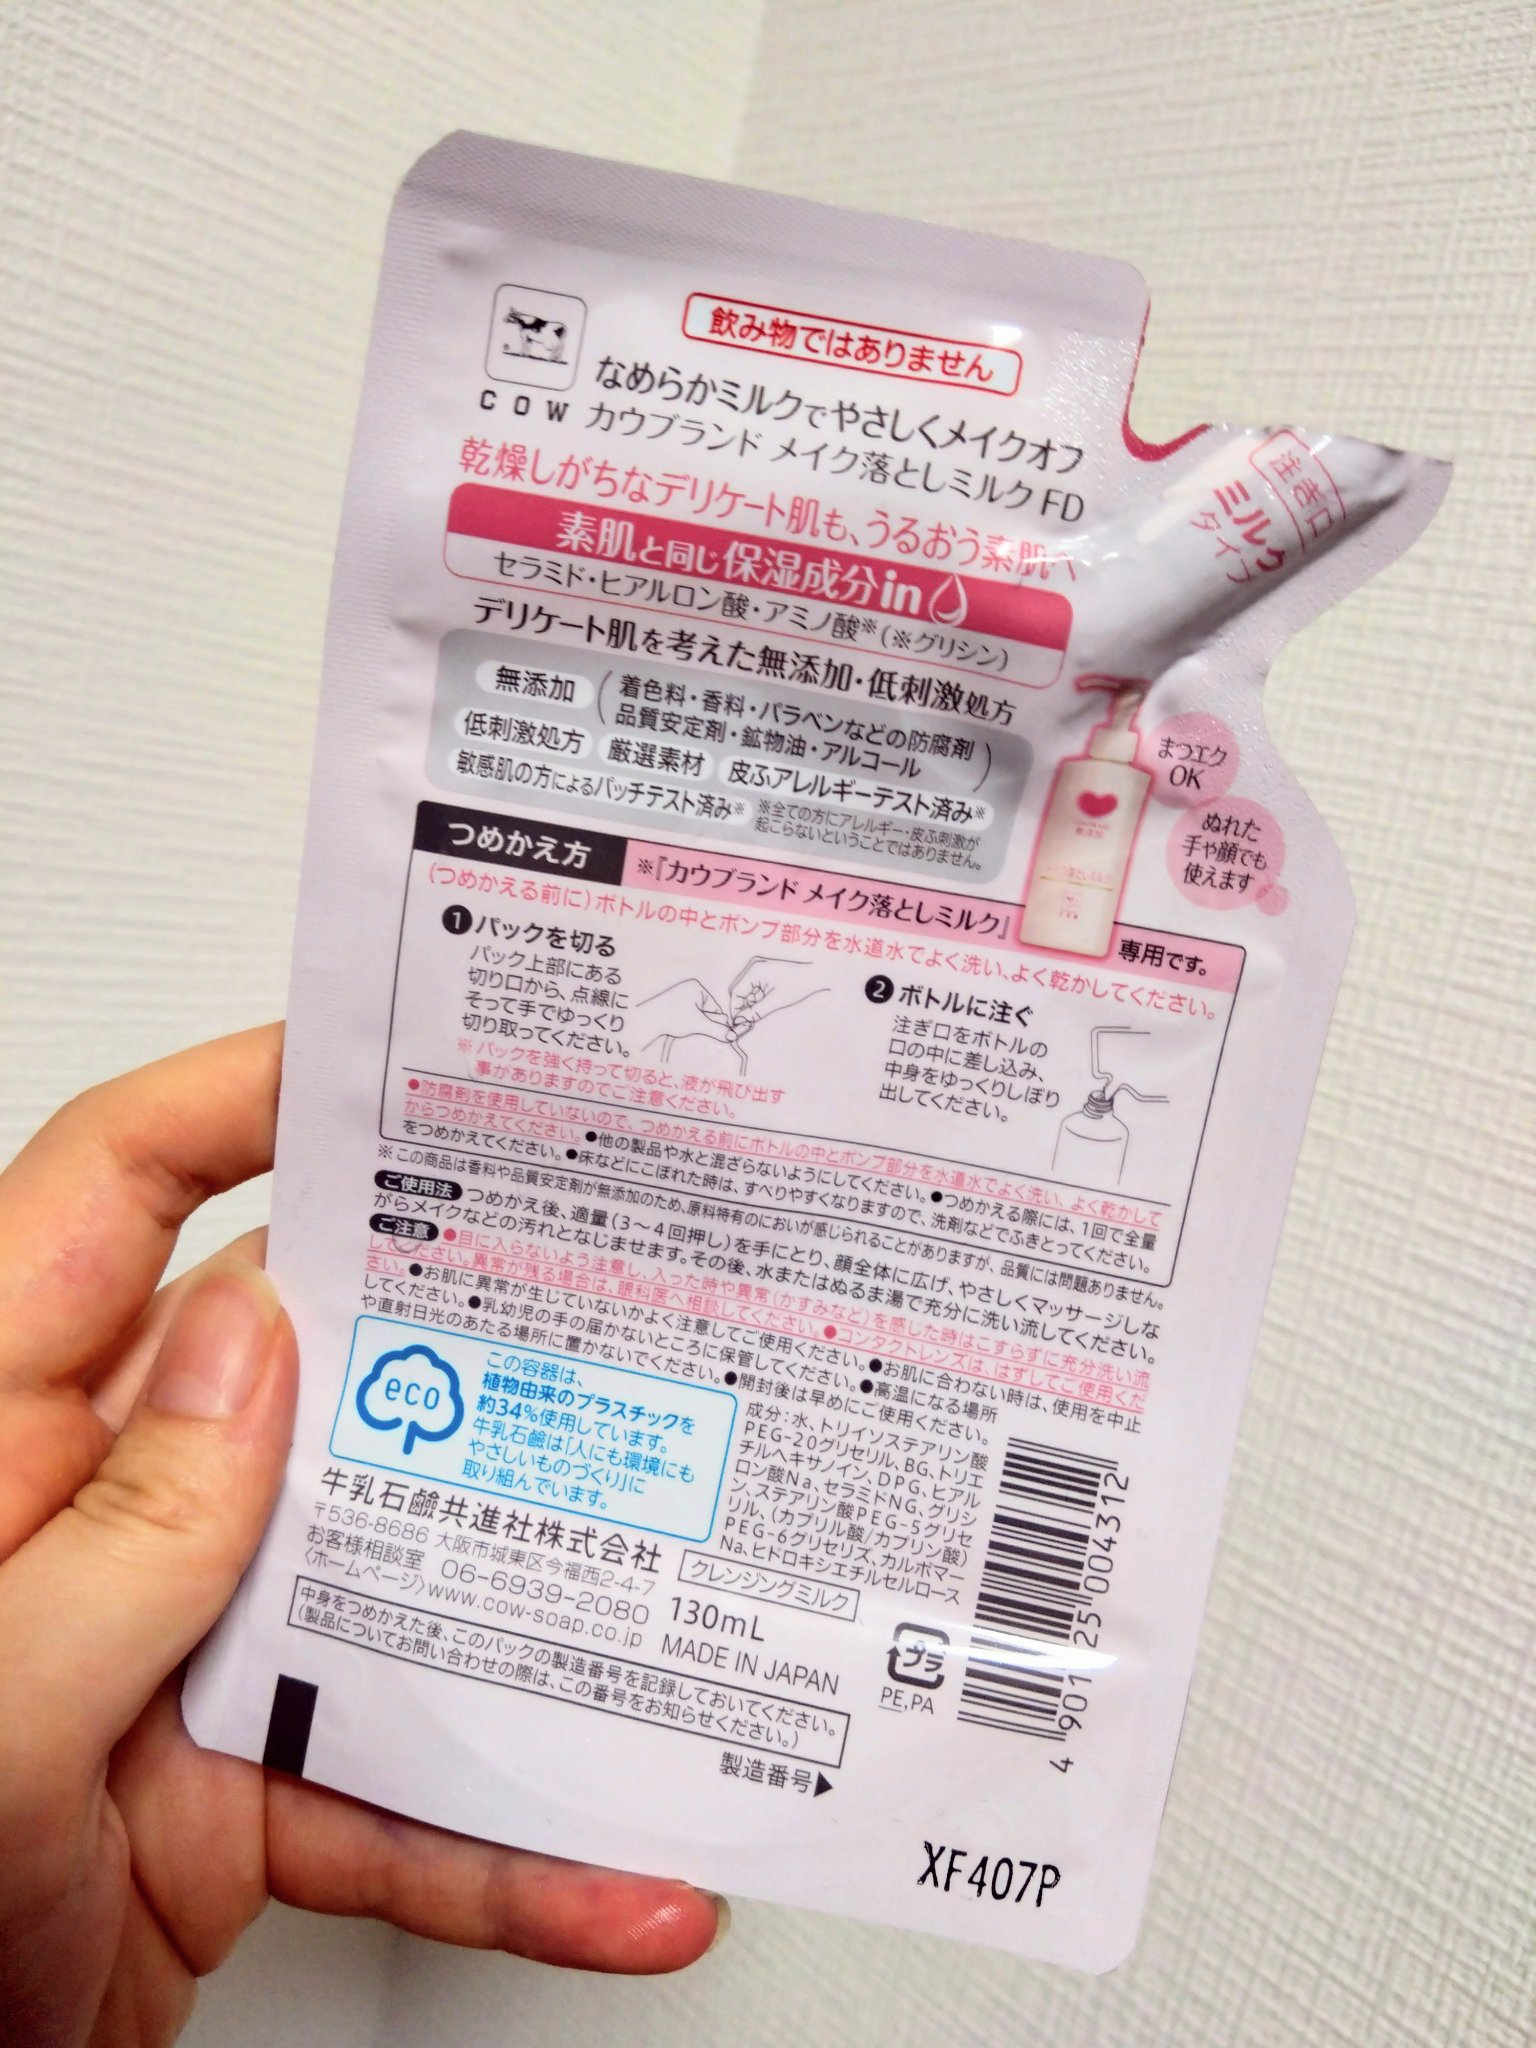 飲み物ではありません
COW
なめらかミルクでやさしくメイクオフ
カウブランド メイク落としミルク FD
乾燥しがちなデリケート肌も、うるおう素肌へ
素肌と同じ保湿成分in
セラミド・ヒアルロン酸・アミノ酸※(※グリシン)
デリケート肌を考えた無添加・低刺激処方
無添加
着色料・香料・パラベンなどの防腐剤
品質安定剤・鉱物油・アルコール
低刺激処方 厳選素材 皮ふアレルギーテスト済み※
敏感肌の方によるパッチテスト済み※
※全ての方にアレルギー・皮ふ刺激が
起こらないということではありません。
注ぎ口
ミルク
タイプ
まつエク
OK
ぬれた
手や顔でも
使えます
無添加
メイク落としミルク
つめかえ方
※『カウブランド メイク落としミルク』
専用です。
(つめかえる前に)ボトルの中とポンプ部分を水道水でよく洗い、よく乾かしてください。
1 パックを切る
パック上部にある
切り口から、点線に
そって手でゆっくり
切り取ってください。
※パックを強く持って切ると、液が飛び出す
事がありますのでご注意ください。
2 ボトルに注ぐ
注ぎ口をボトルの
口の中に差し込み、
中身をゆっくりしぼり
出してください。
●防腐剤を使用していないので、つめかえる前にボトルの中とポンプ部分を水道水でよく洗い、よく乾かして
からつめかえてください。●他の製品や水と混ざらないようにしてください。●つめかえる際には、1回で全量
をつめかえてください。●床などにこぼれた時は、すべりやすくなりますので、洗剤などでふきとってください。
※この商品は香料や品質安定剤が無添加のため、原料特有のにおいが感じられることがありますが、品質には問題ありません。
ご使用法 つめかえ後、適量(3～4回押し)を手にとり、顔全体に広げ、やさしくマッサージしな
がらメイクなどの汚れとなじませます。その後、水またはぬるま湯で充分に洗い流してください。
ご注意 ●目に入らないよう注意し、入った時や異常(かすみなど)を感じた時はこすらずに充分洗い流
してください。異常が残る場合は、眼科医へ相談してください。●コンタクトレンズは、はずしてご使用くだ
さい。●お肌に異常が生じていないかよく注意してご使用ください。●お肌に合わない時は、使用を中止
してください。●乳幼児の手の届かないところに保管してください。●高温になる場所
や直射日光のあたる場所に置かないでください。●開封後は早めにご使用ください。
eco
この容器は、
植物由来のプラスチックを
約34%使用しています。
牛乳石鹼は「人にも環境にも
やさしいものづくり」に
取り組んでいます。
成分:水、トリイソステアリン酸
PEG-20グリセリル、BG、トリエ
チルヘキサノイン、DPG、ヒアル
ロン酸Na、セラミドNG、グリシ
ン、ステアリン酸PEG-5グリセ
リル、(カプリル酸/カプリン酸)
PEG-6グリセリズ、カルボマー
Na、ヒドロキシエチルセルロース
牛乳石鹼共進社株式会社
〒536-8686 大阪市城東区今福西2-4-7
お客様相談室 06-6939-2080
〈ホームページ〉www.cow-soap.co.jp
クレンジングミルク
130mL
MADE IN JAPAN
プラ
PE,PA
4 901525 004312
中身をつめかえた後、このパックの製造番号を記録しておいてください。
(製品についてお問い合わせの際は、この番号をお知らせください。)
製造番号▶
XF407P